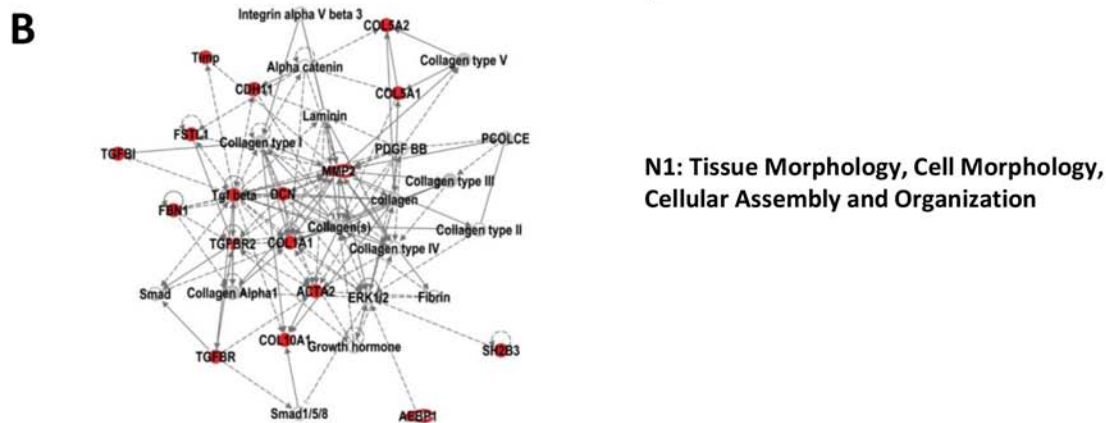 B
Integrin alpha V beta 3
COL5A2
Timp
Collagen type V
Alpha catenin
CDH11
COL5A1
Laminin
FSTL1
Collagen type I
PDGF BB
PCOLCE
TGFBI
MMP2
Collagen type III
Tgf beta
DCN
collagen
FBN1
Collagen(s)
Collagen type II
TGFBR2
COL1A1
Collagen type IV
Smad
Collagen Alpha1
ACTA2
ERK1/2
Fibrin
COL10A1
Growth hormone
SH2B3
TGFBR
Smad1/5/8
AEBP1
N1: Tissue Morphology, Cell Morphology,
Cellular Assembly and Organization